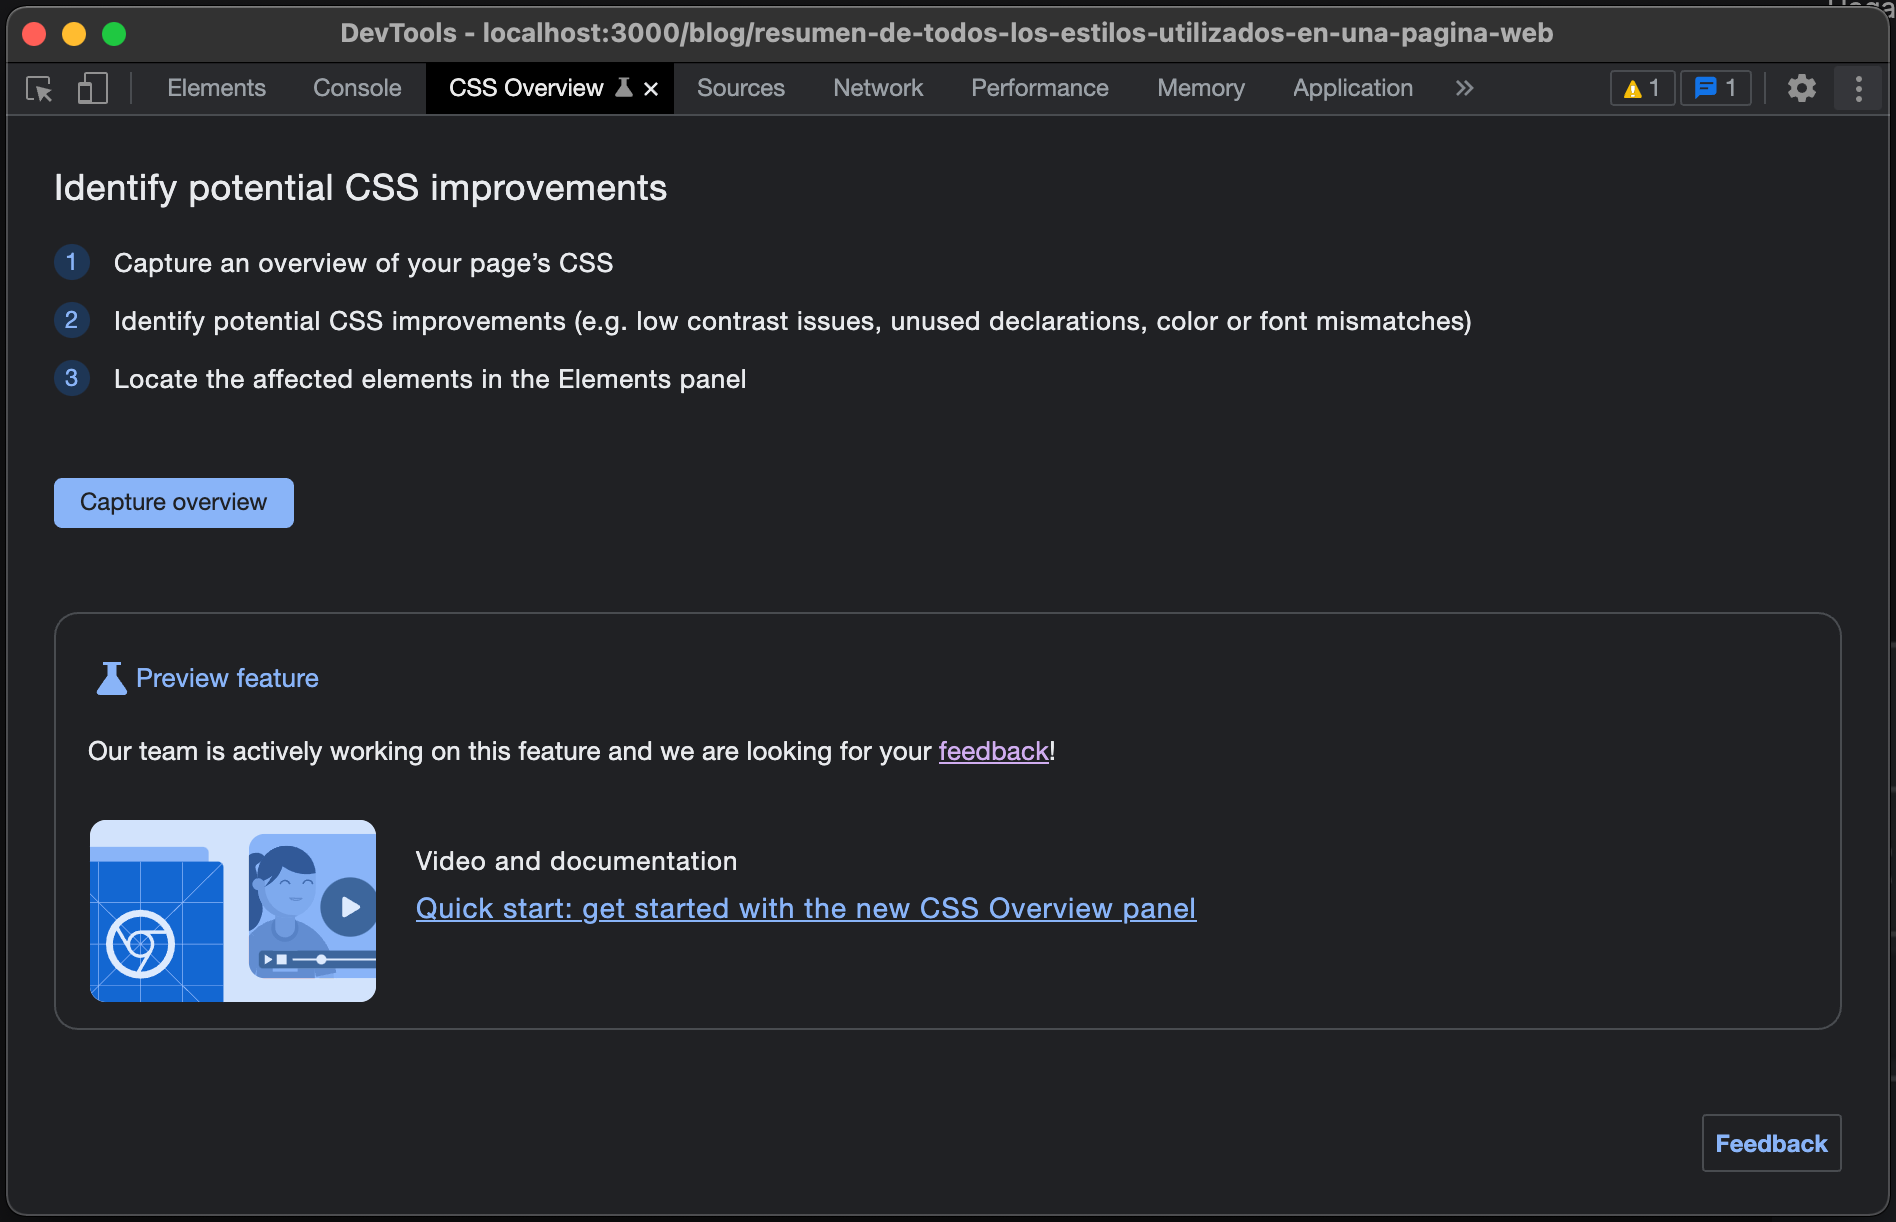 DevTools - localhost:3000/blog/resumen-de-todos-los-estilos-utilizados-en-una-pagina-web
Elements Console CSS Overview Sources Network Performance Memory Application » 1 1
Identify potential CSS improvements
1 Capture an overview of your page’s CSS
2 Identify potential CSS improvements (e.g. low contrast issues, unused declarations, color or font mismatches)
3 Locate the affected elements in the Elements panel
Capture overview
Preview feature
Our team is actively working on this feature and we are looking for your feedback!
Video and documentation
Quick start: get started with the new CSS Overview panel
Feedback